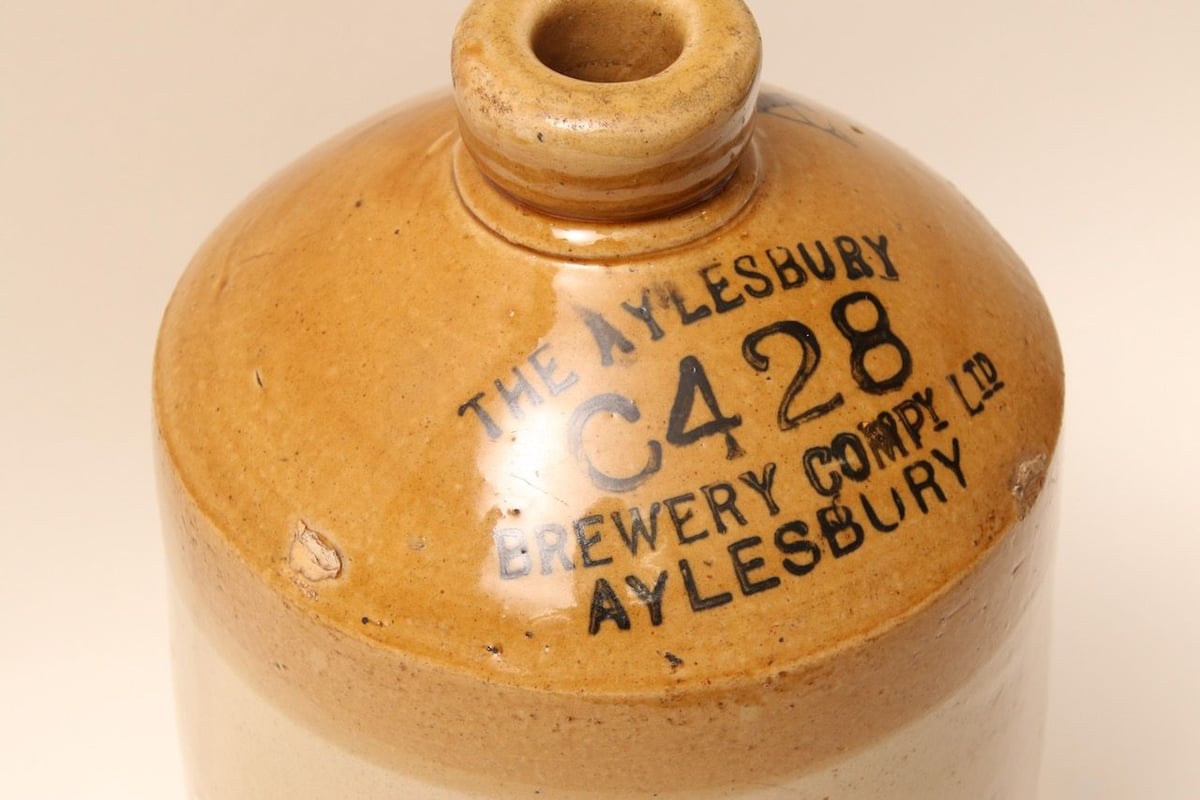 THE AYLESBURY
C428
BREWERY COMPY LTD
AYLESBURY